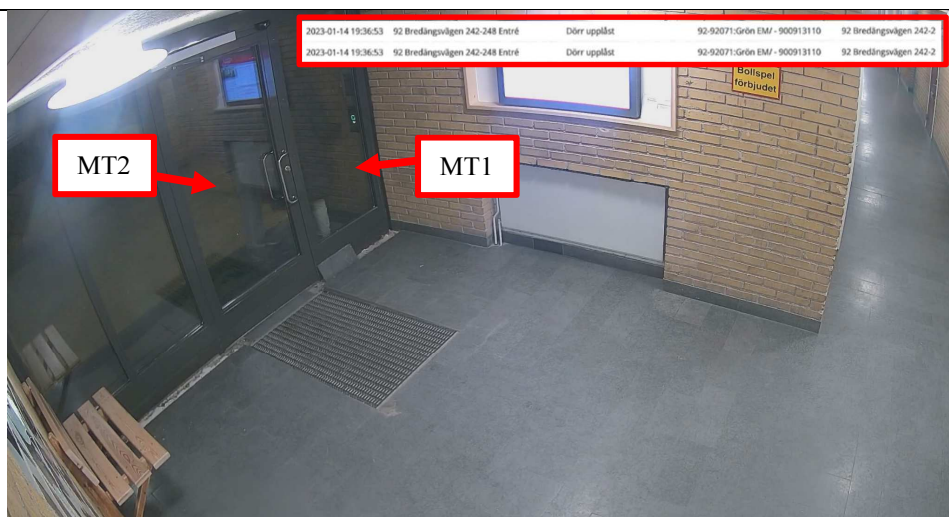 2023-01-14 19:36:53 92 Bredängsvägen 242-248 Entré Dörr upplåst 92-92071:Grön EM/ - 900913110 92 Bredängsvägen 242-2
2023-01-14 19:36:53 92 Bredängsvägen 242-248 Entré Dörr upplåst 92-92071:Grön EM/ - 900913110 92 Bredängsvägen 242-2
Bollspel
förbjudet
MT2
MT1